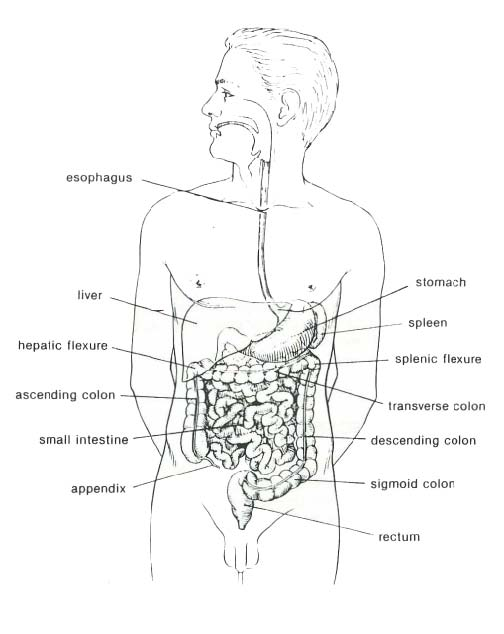 esophagus
stomach
liver
spleen
hepatic flexure
splenic flexure
ascending colon
transverse colon
small intestine
descending colon
appendix
sigmoid colon
rectum